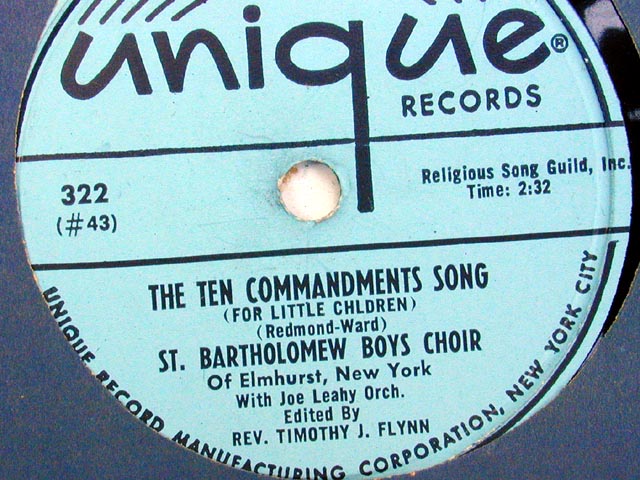 unique®
RECORDS
322
(#43)
Religious Song Guild, Inc.
Time: 2:32
THE TEN COMMANDMENTS SONG
(FOR LITTLE CHLDREN)
(Redmond-Ward)
ST. BARTHOLOMEW BOYS CHOIR
Of Elmhurst, New York
With Joe Leahy Orch.
Edited By
REV. TIMOTHY J. FLYNN
UNIQUE RECORD MANUFACTURING CORPORATION, NEW YORK CITY